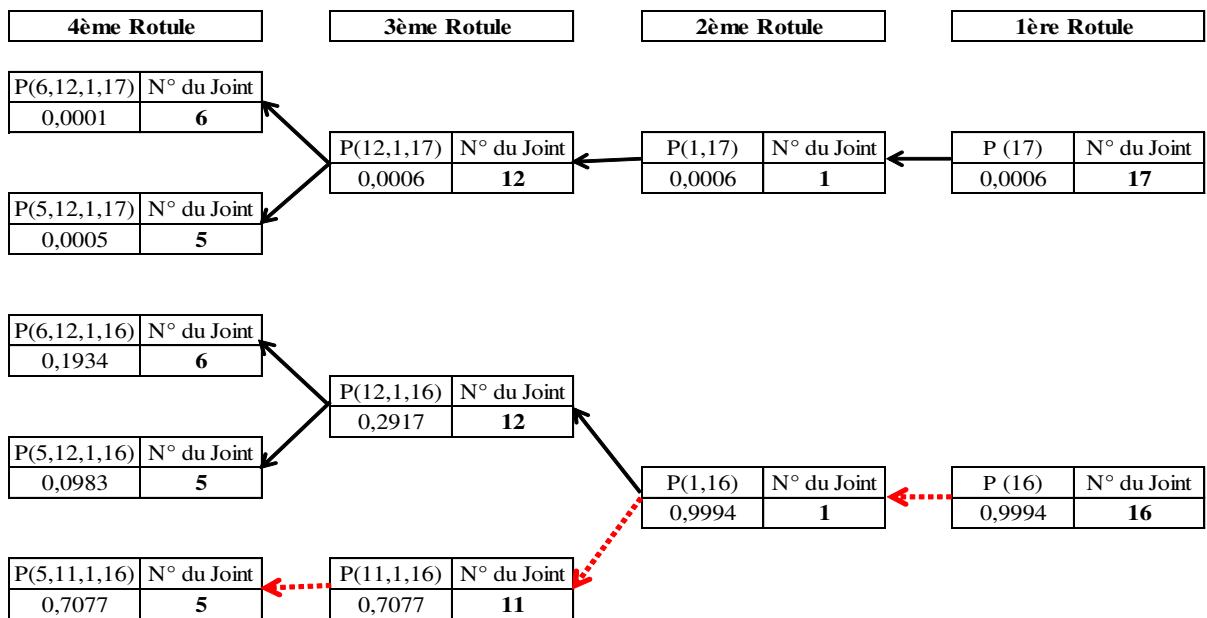 4ème Rotule 3ème Rotule 2ème Rotule 1ère Rotule
P(6,12,1,17) N° du Joint
0,0001 6
P(12,1,17) N° du Joint P(1,17) N° du Joint P (17) N° du Joint
0,0006 12 0,0006 1 0,0006 17
P(5,12,1,17) N° du Joint
0,0005 5
P(6,12,1,16) N° du Joint
0,1934 6
P(12,1,16) N° du Joint
0,2917 12
P(5,12,1,16) N° du Joint
0,0983 5
P(1,16) N° du Joint P (16) N° du Joint
0,9994 1 0,9994 16
P(5,11,1,16) N° du Joint P(11,1,16) N° du Joint
0,7077 5 0,7077 11